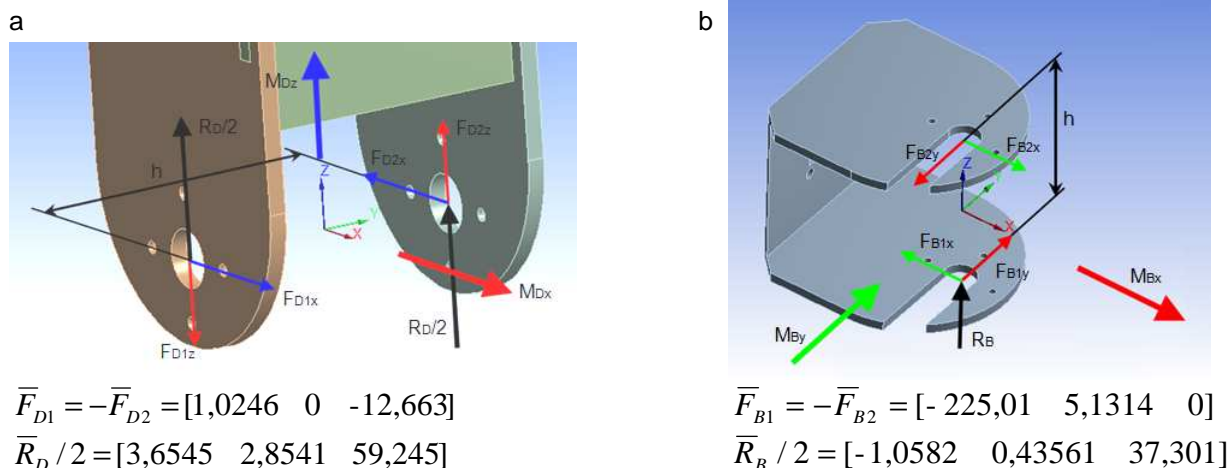 a
b
M_Dz
R_D/2
F_D2z
F_D2x
h
Z
Y
X
F_D1x
M_Dx
R_D/2
F_D1z
h
F_B2y
F_B2x
Z
Y
X
F_B1x
F_B1y
M_Bx
M_By
R_B
F̅_D1 = -F̅_D2 = [1,0246 0 -12,663]
R̅_D / 2 = [3,6545 2,8541 59,245]
F̅_B1 = -F̅_B2 = [- 225,01 5,1314 0]
R̅_B / 2 = [-1,0582 0,43561 37,301]